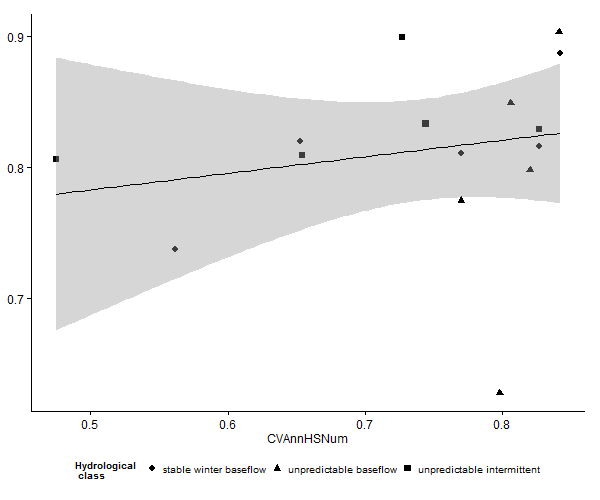 0.9
0.8
0.7
0.5 0.6 0.7 0.8
CVAnnHSNum
Hydrological
class
stable winter baseflow unpredictable baseflow unpredictable intermittent